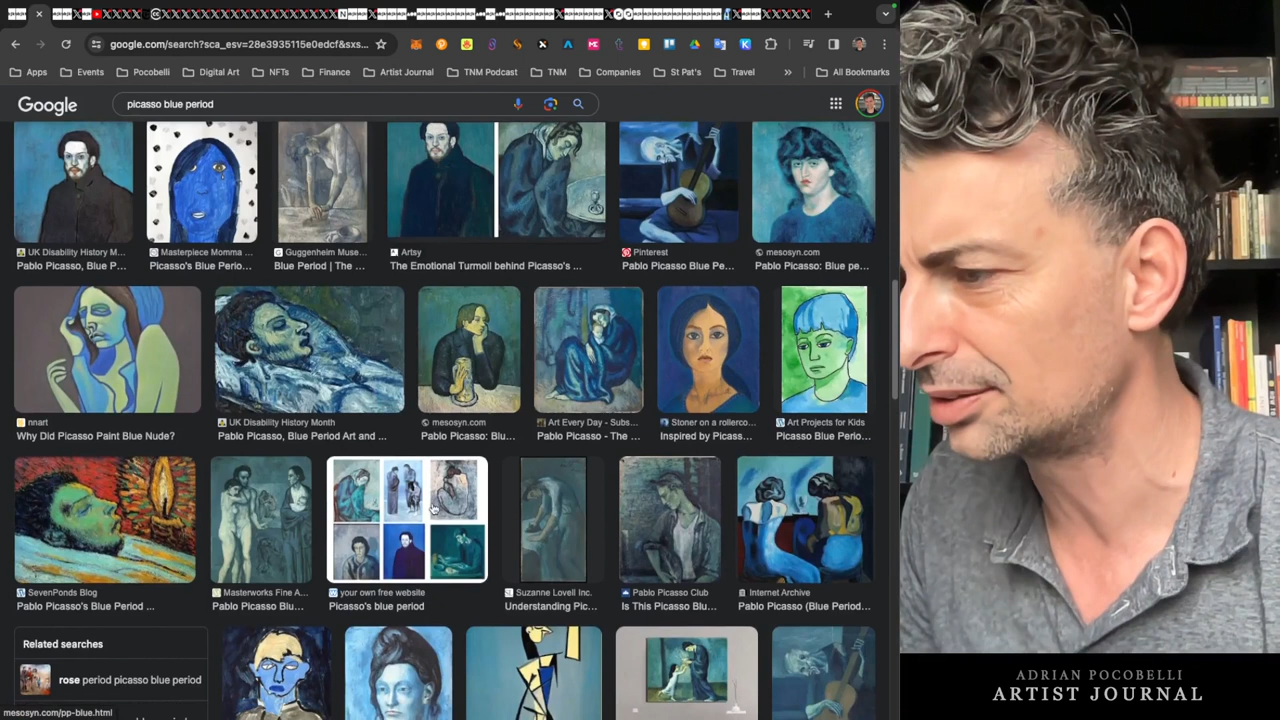 google.com/search?sca_esv=28e3935115e0edcf&sxs...
Apps Events Pocobelli Digital Art NFTs Finance Artist Journal TNM Podcast TNM Companies St Pat's Travel » All Bookmarks
Google picasso blue period
UK Disability History M... Masterpiece Momma ... Guggenheim Muse... Artsy Pinterest mesosyn.com
Pablo Picasso, Blue P... Picasso's Blue Perio... Blue Period | The ... The Emotional Turmoil behind Picasso's ... Pablo Picasso Blue Pe... Pablo Picasso: Blue pe...
nnart UK Disability History Month mesosyn.com Art Every Day - Subs... Stoner on a rollerco... Art Projects for Kids
Why Did Picasso Paint Blue Nude? Pablo Picasso, Blue Period Art and ... Pablo Picasso: Blu... Pablo Picasso - The ... Inspired by Picass... Picasso Blue Perio...
SevenPonds Blog Masterworks Fine A... your own free website Suzanne Lovell Inc. Pablo Picasso Club Internet Archive
Pablo Picasso's Blue Period ... Pablo Picasso Blu... Picasso's blue period Understanding Pic... Is This Picasso Blu... Pablo Picasso (Blue Period...
Related searches
rose period picasso blue period
mesosyn.com/pp-blue.html
ADRIAN POCOBELLI
ARTIST JOURNAL